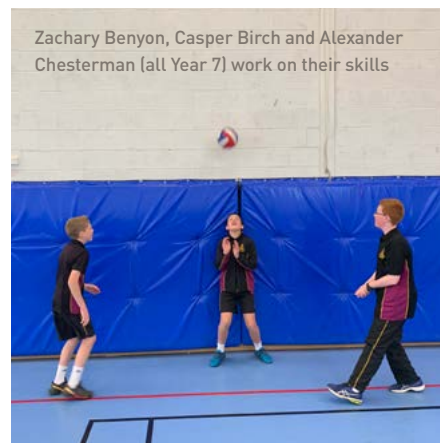 Zachary Benyon, Casper Birch and Alexander
Chesterman (all Year 7) work on their skills